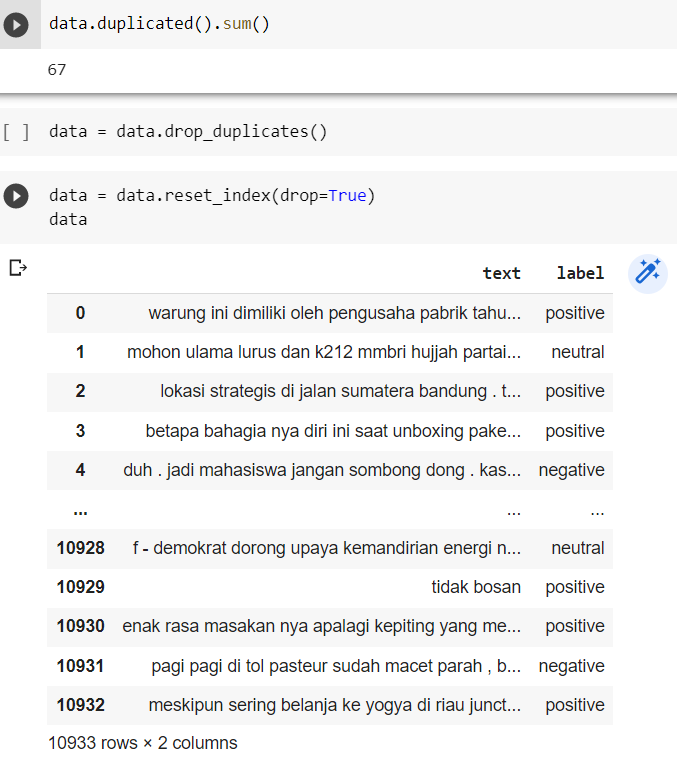 data.duplicated().sum()
67
[ ] data = data.drop_duplicates()
data = data.reset_index(drop=True)
data
text label
0 warung ini dimiliki oleh pengusaha pabrik tahu... positive
1 mohon ulama lurus dan k212 mmbri hujjah partai... neutral
2 lokasi strategis di jalan sumatera bandung . t... positive
3 betapa bahagia nya diri ini saat unboxing pake... positive
4 duh . jadi mahasiswa jangan sombong dong . kas... negative
... ... ...
10928 f - demokrat dorong upaya kemandirian energi n... neutral
10929 tidak bosan positive
10930 enak rasa masakan nya apalagi kepiting yang me... positive
10931 pagi pagi di tol pasteur sudah macet parah , b... negative
10932 meskipun sering belanja ke yogya di riau junct... positive
10933 rows × 2 columns